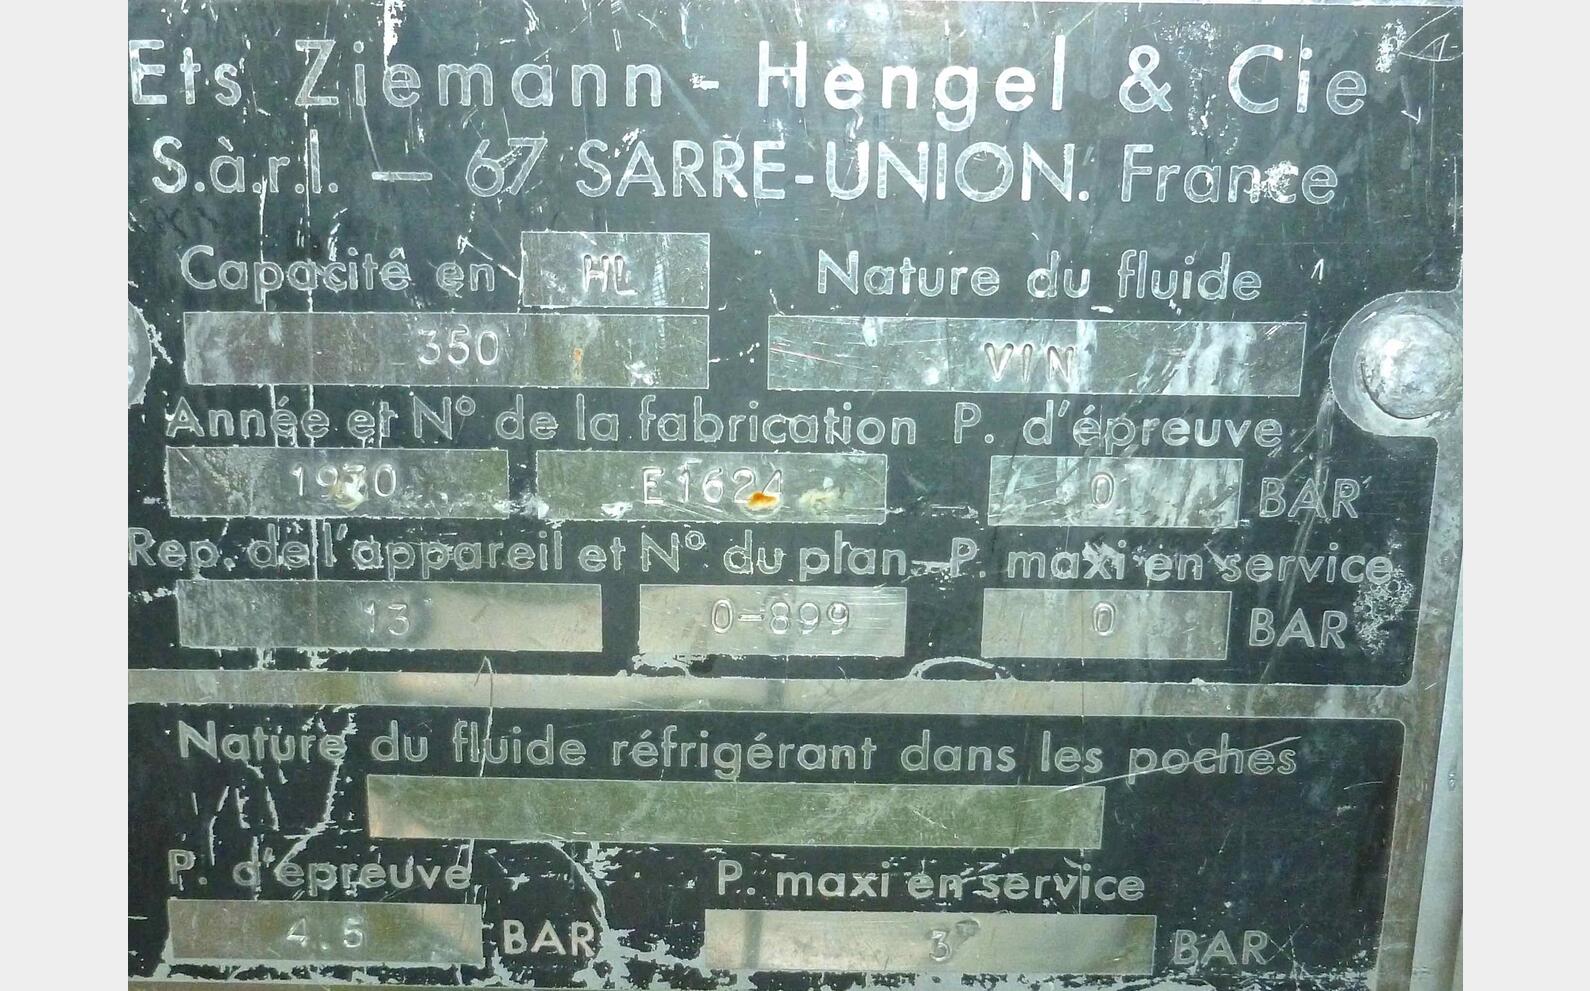 Ets Ziemann - Hengel & Cie
S.à.r.l. — 67 SARRE-UNION. France
Capacité en HL Nature du fluide
350 VIN
Année et N° de la fabrication P. d'épreuve
E1624 0 BAR
Rep. de l'appareil et N° du plan P. maxi en service
13 0-899 0 BAR
Nature du fluide réfrigérant dans les poches
P. d'épreuve P. maxi en service
4.5 BAR 3 BAR